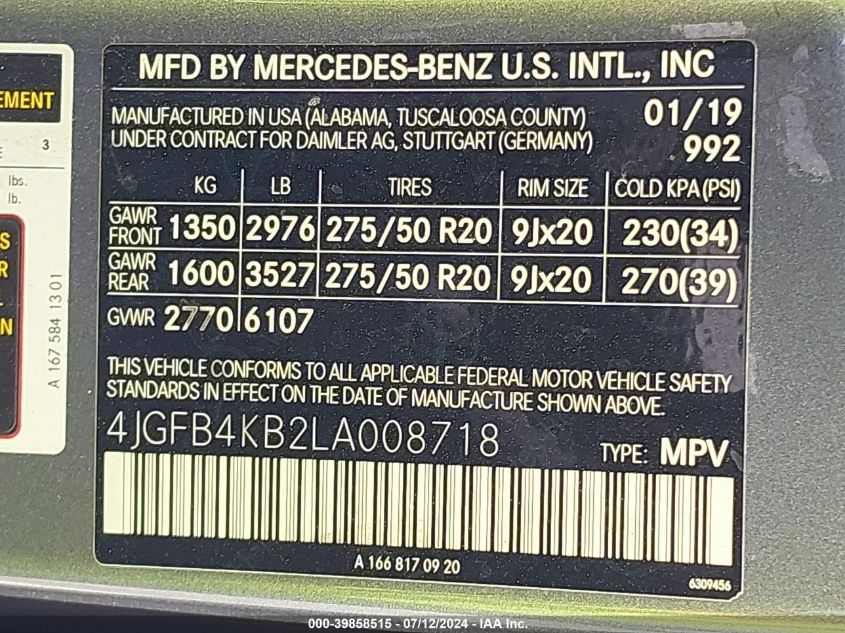 EMENT
E 3
lbs.
lb.
S
R
L
N
A 167 584 13 01
MFD BY MERCEDES-BENZ U.S. INTL., INC
MANUFACTURED IN USA (ALABAMA, TUSCALOOSA COUNTY) 01/19
UNDER CONTRACT FOR DAIMLER AG, STUTTGART (GERMANY) 992
KG LB TIRES RIM SIZE COLD KPA (PSI)
GAWR FRONT 1350 2976 275/50 R20 9Jx20 230(34)
GAWR REAR 1600 3527 275/50 R20 9Jx20 270(39)
GVWR 2770 6107
THIS VEHICLE CONFORMS TO ALL APPLICABLE FEDERAL MOTOR VEHICLE SAFETY
STANDARDS IN EFFECT ON THE DATE OF MANUFACTURE SHOWN ABOVE.
4JGFB4KB2LA008718 TYPE: MPV
A 166 817 09 20
6309456
000-39858515 - 07/12/2024 - IAA Inc.